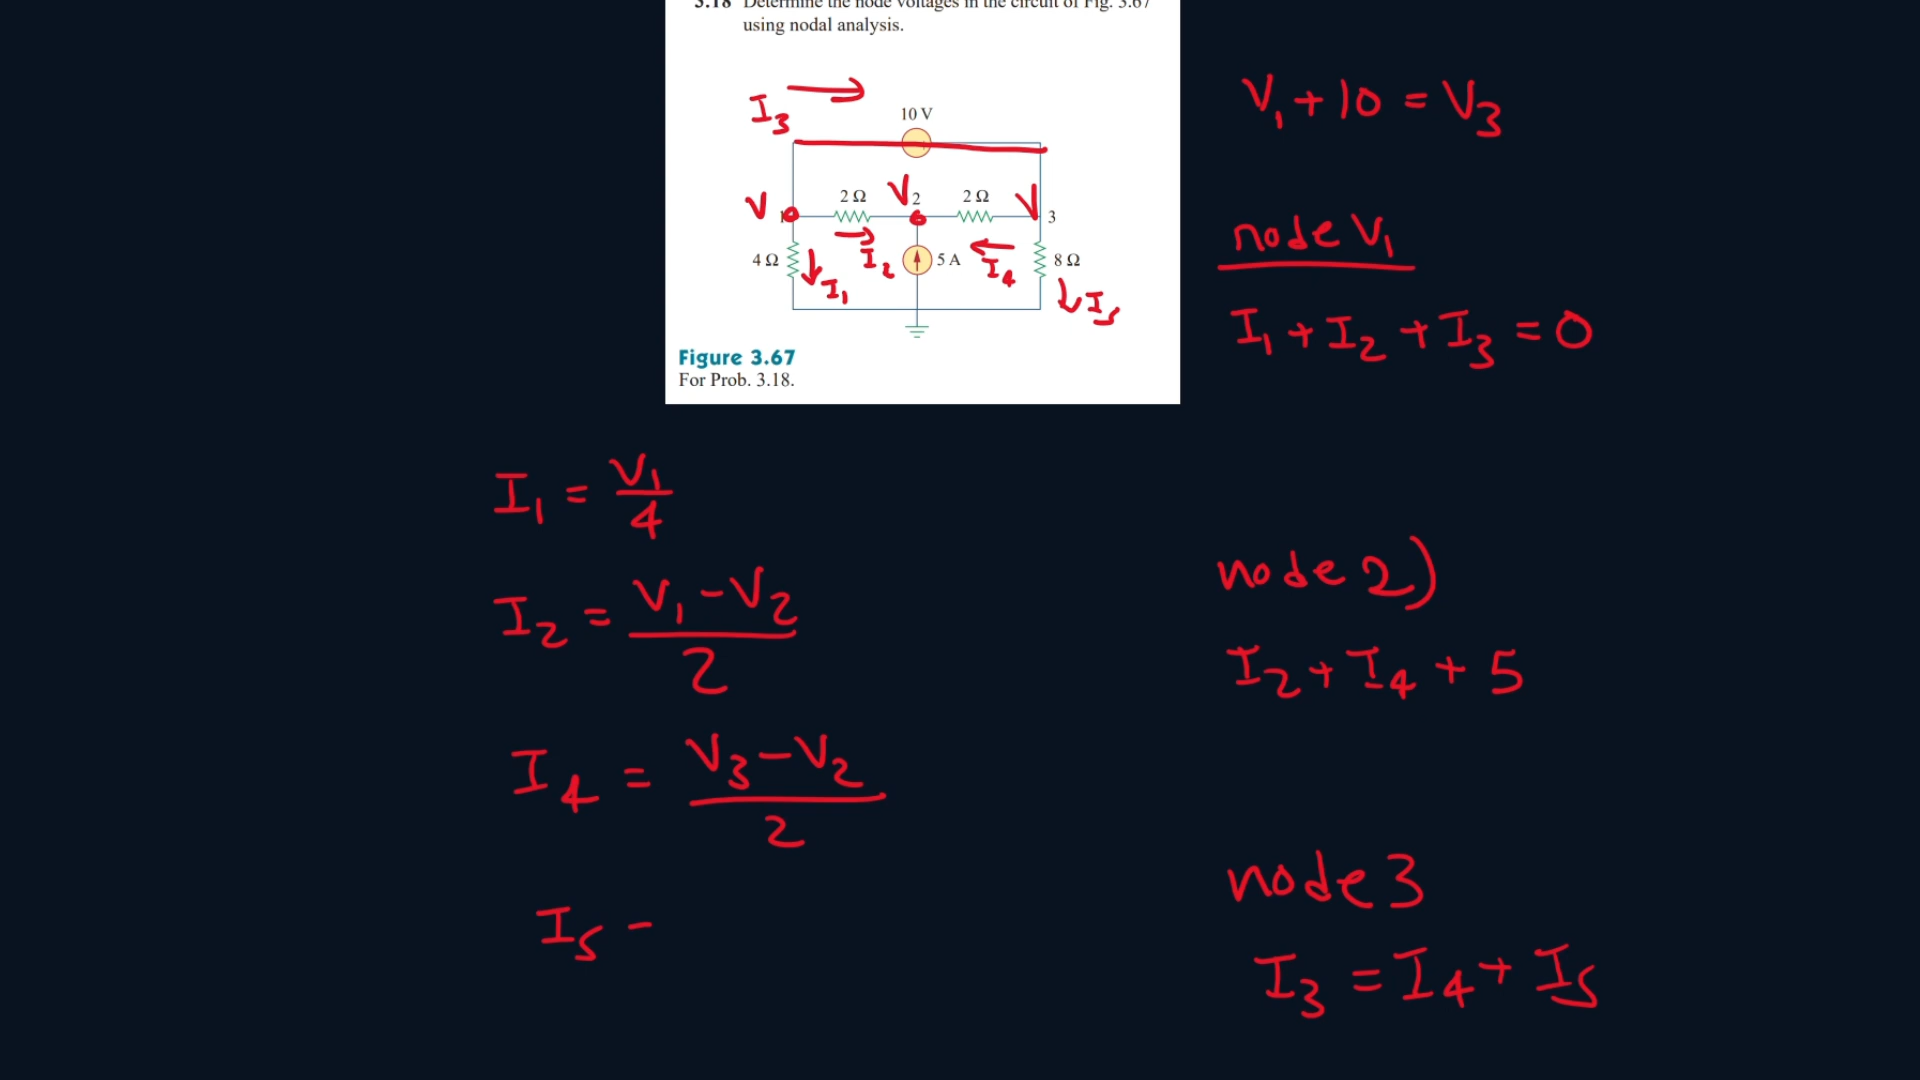 3.18 Determine the node voltages in the circuit of Fig. 3.67
using nodal analysis.
I3
10 V
V 1
2 Ω
V2
2 Ω
V 3
4 Ω
I1
I2
5 A
I4
8 Ω
I5
Figure 3.67
For Prob. 3.18.
V1 + 10 = V3
node V1
I1 + I2 + I3 = 0
I1 = V1/4
I2 = V1 - V2 / 2
I4 = V3 - V2 / 2
I5 -
node 2)
I2 + I4 + 5
node 3
I3 = I4 + I5